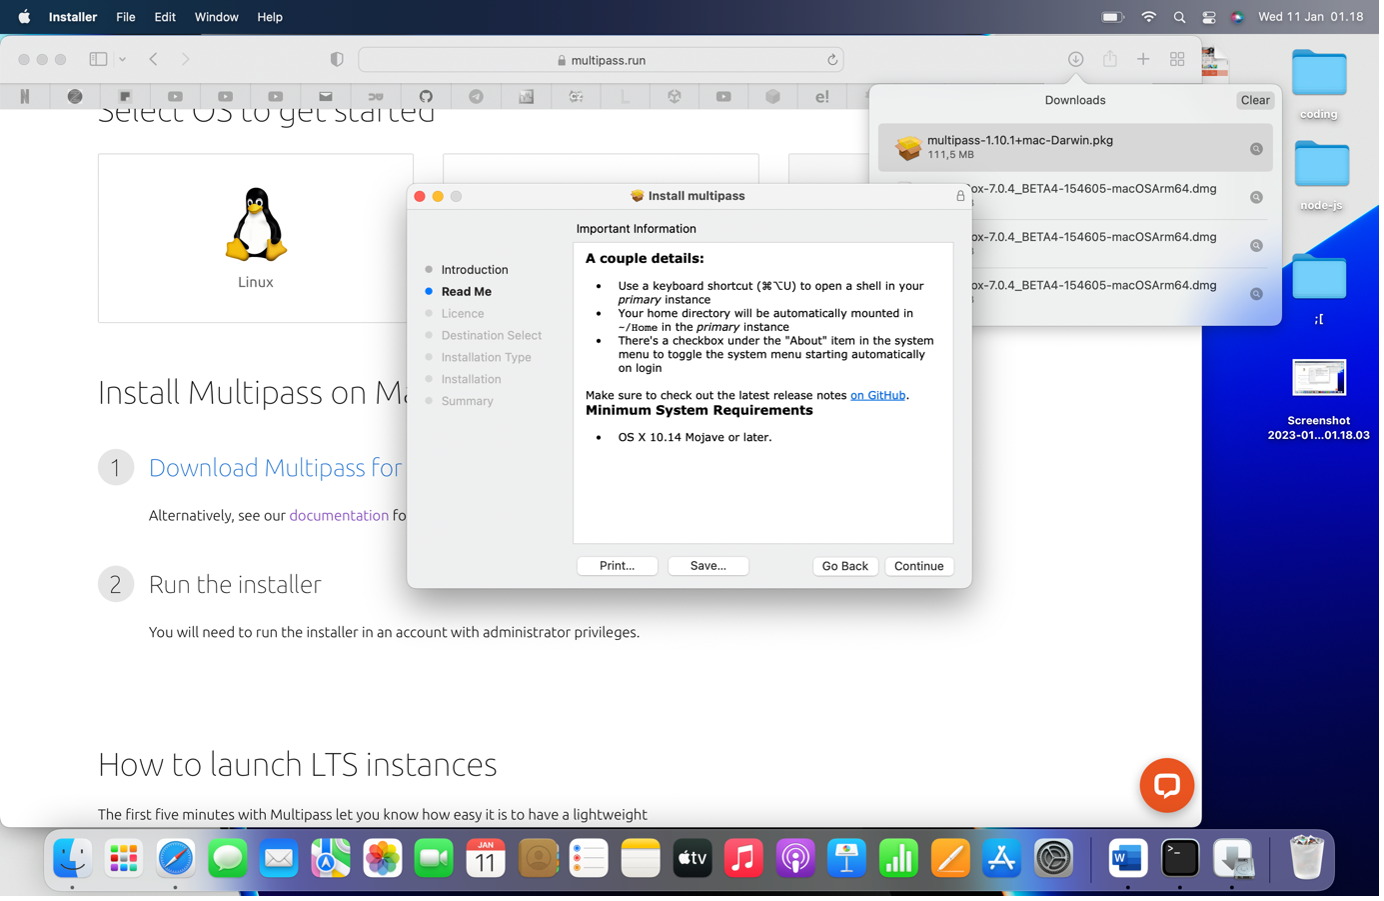 Installer File Edit Window Help Wed 11 Jan 01.18
multipass.run
e!
Select OS to get started
Linux
Install Multipass on Ma
1 Download Multipass for
Alternatively, see our documentation fo
2 Run the installer
You will need to run the installer in an account with administrator privileges.
How to launch LTS instances
The first five minutes with Multipass let you know how easy it is to have a lightweight
Downloads Clear
multipass-1.10.1+mac-Darwin.pkg
111,5 MB
ox-7.0.4_BETA4-154605-macOSArm64.dmg
ox-7.0.4_BETA4-154605-macOSArm64.dmg
ox-7.0.4_BETA4-154605-macOSArm64.dmg
Install multipass
Important Information
Introduction
Read Me
Licence
Destination Select
Installation Type
Installation
Summary
A couple details:
• Use a keyboard shortcut (⌘⌥U) to open a shell in your
primary instance
• Your home directory will be automatically mounted in
~/Home in the primary instance
• There's a checkbox under the "About" item in the system
menu to toggle the system menu starting automatically
on login
Make sure to check out the latest release notes on GitHub.
Minimum System Requirements
• OS X 10.14 Mojave or later.
Print... Save... Go Back Continue
coding
node-js
;[
Screenshot
2023-01...01.18.03
JAN
11
tv
W
>_